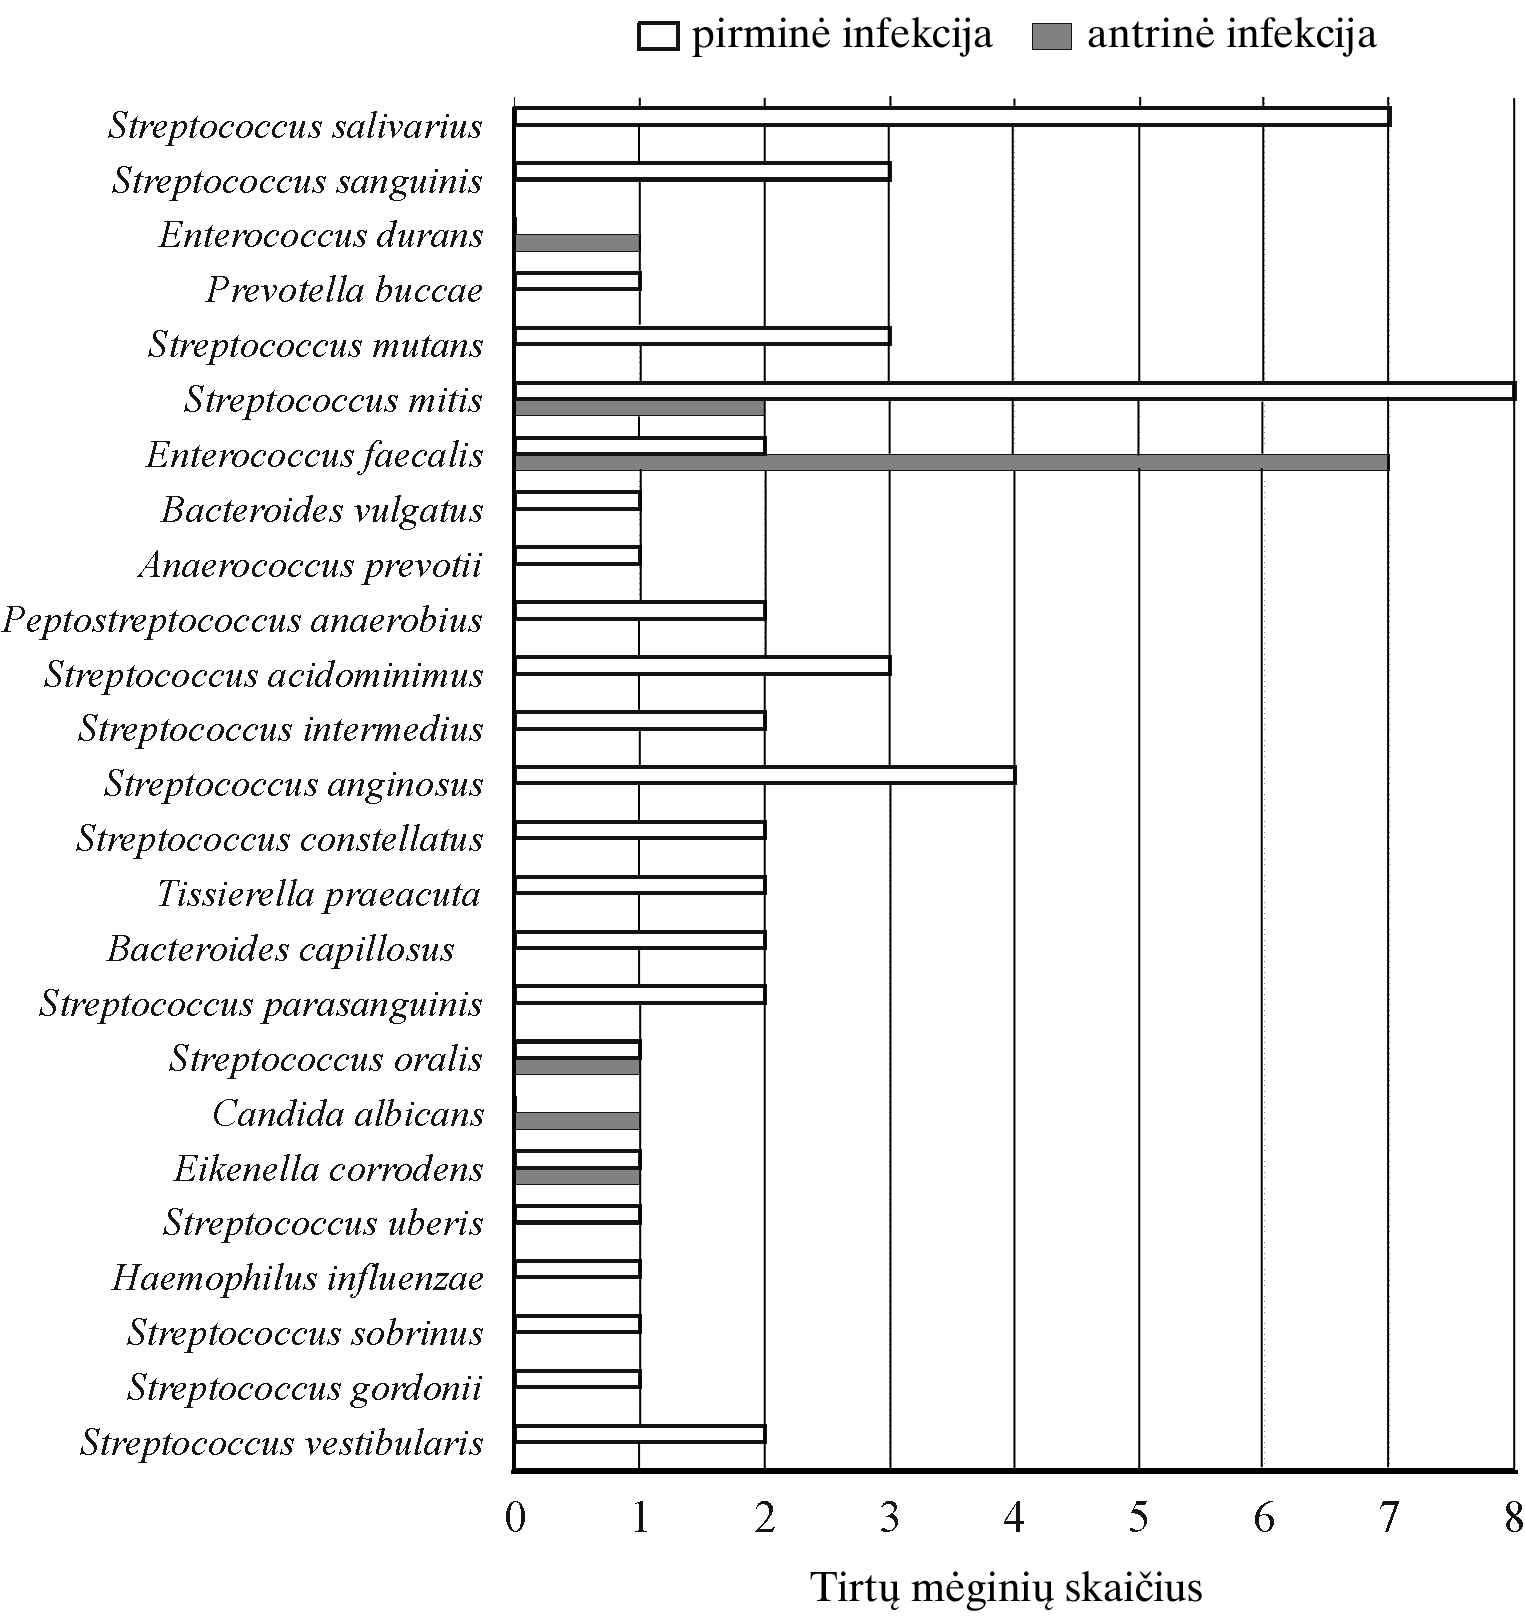 pirminė infekcija antrinė infekcija
Streptococcus salivarius
Streptococcus sanguinis
Enterococcus durans
Prevotella buccae
Streptococcus mutans
Streptococcus mitis
Enterococcus faecalis
Bacteroides vulgatus
Anaerococcus prevotii
Peptostreptococcus anaerobius
Streptococcus acidominimus
Streptococcus intermedius
Streptococcus anginosus
Streptococcus constellatus
Tissierella praeacuta
Bacteroides capillosus
Streptococcus parasanguinis
Streptococcus oralis
Candida albicans
Eikenella corrodens
Streptococcus uberis
Haemophilus influenzae
Streptococcus sobrinus
Streptococcus gordonii
Streptococcus vestibularis
0 1 2 3 4 5 6 7 8
Tirtų mėginių skaičius